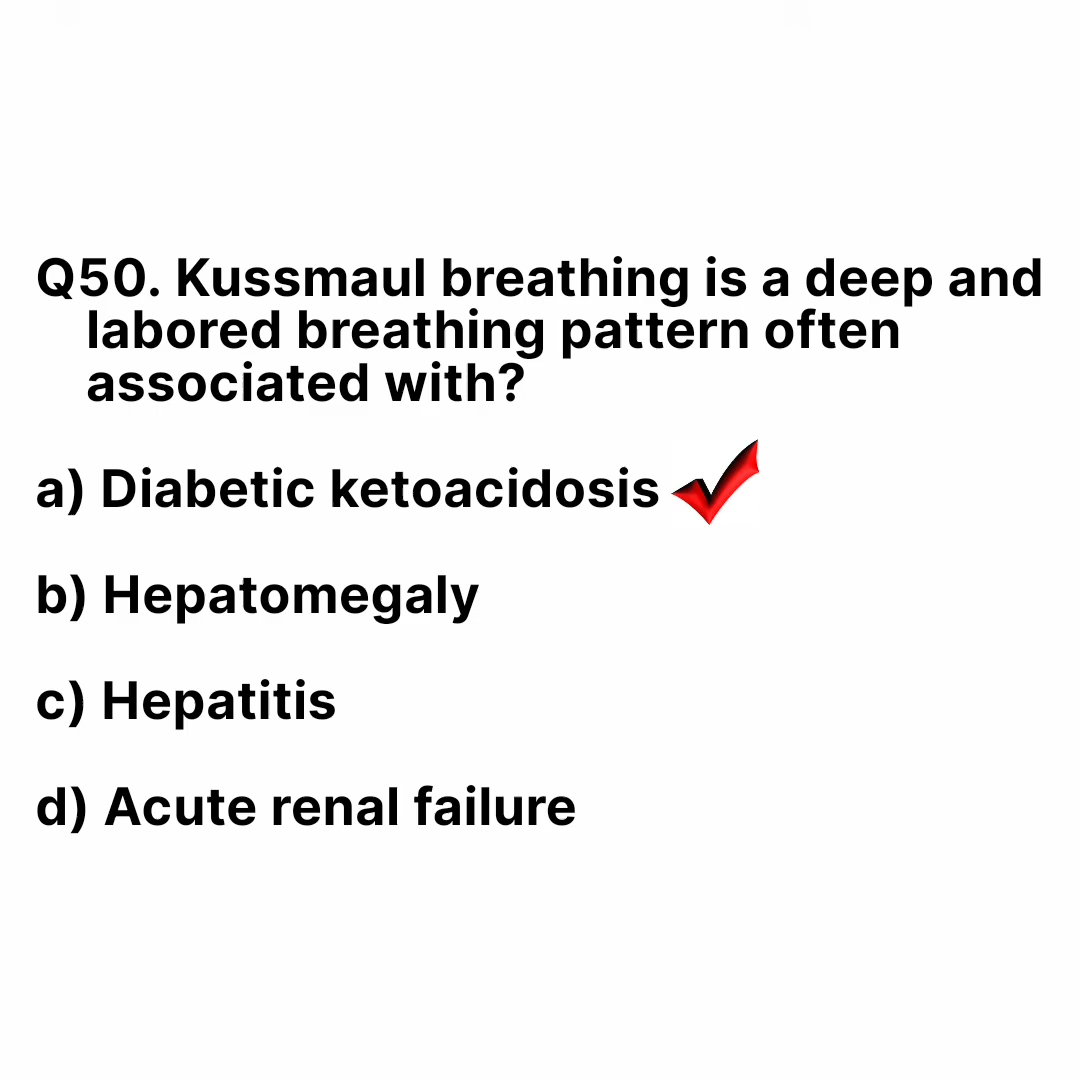 Q50. Kussmaul breathing is a deep and
labored breathing pattern often
associated with?
a) Diabetic ketoacidosis
b) Hepatomegaly
c) Hepatitis
d) Acute renal failure